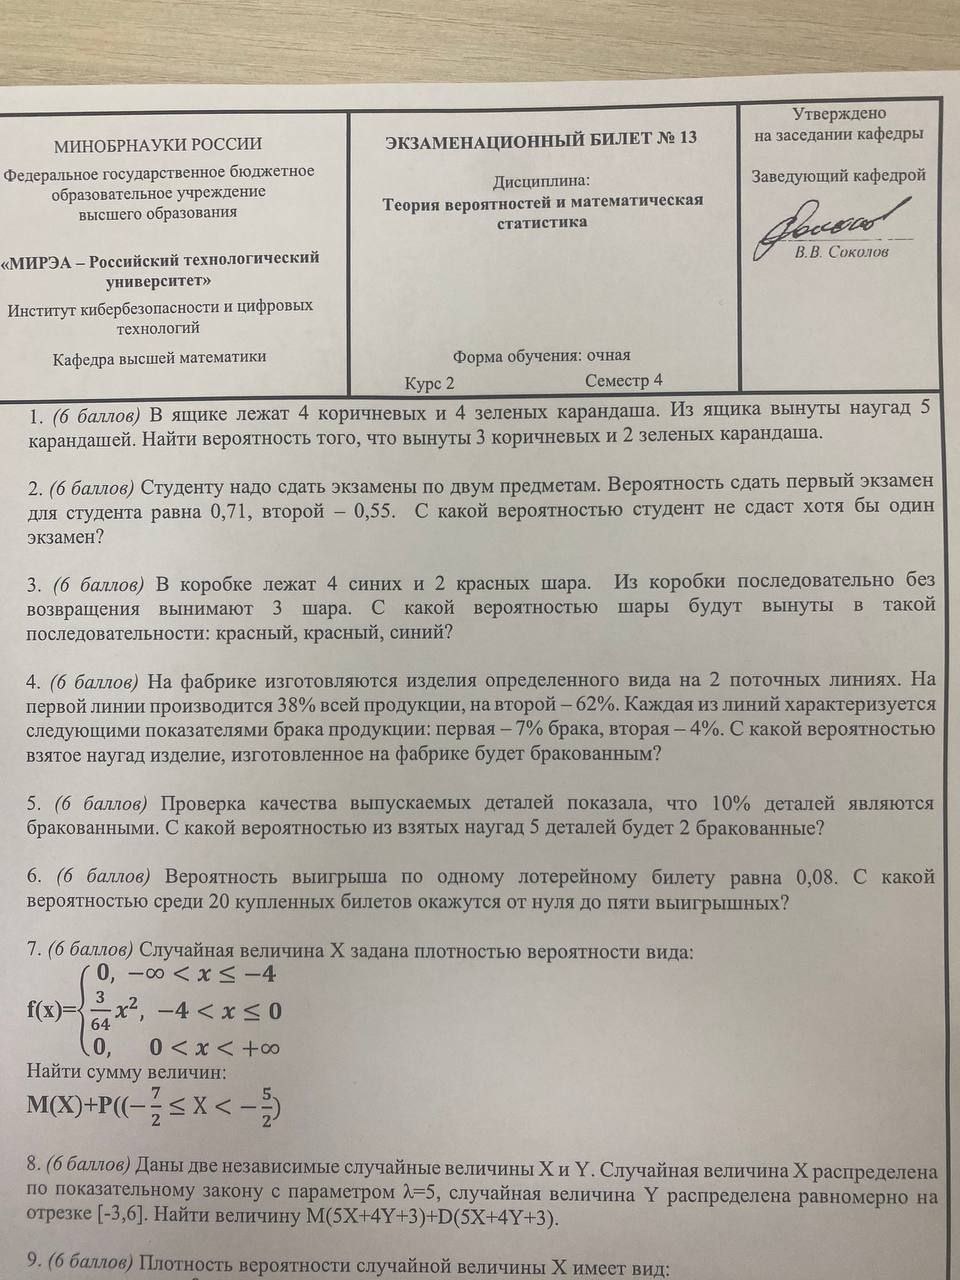 МИНОБРНАУКИ РОССИИ
Федеральное государственное бюджетное
образовательное учреждение
высшего образования
«МИРЭА – Российский технологический
университет»
Институт кибербезопасности и цифровых
технологий
Кафедра высшей математики
ЭКЗАМЕНАЦИОННЫЙ БИЛЕТ № 13
Дисциплина:
Теория вероятностей и математическая
статистика
Форма обучения: очная
Курс 2 Семестр 4
Утверждено
на заседании кафедры
Заведующий кафедрой
В.В. Соколов
1. (6 баллов) В ящике лежат 4 коричневых и 4 зеленых карандаша. Из ящика вынуты наугад 5
карандашей. Найти вероятность того, что вынуты 3 коричневых и 2 зеленых карандаша.
2. (6 баллов) Студенту надо сдать экзамены по двум предметам. Вероятность сдать первый экзамен
для студента равна 0,71, второй – 0,55. С какой вероятностью студент не сдаст хотя бы один
экзамен?
3. (6 баллов) В коробке лежат 4 синих и 2 красных шара. Из коробки последовательно без
возвращения вынимают 3 шара. С какой вероятностью шары будут вынуты в такой
последовательности: красный, красный, синий?
4. (6 баллов) На фабрике изготовляются изделия определенного вида на 2 поточных линиях. На
первой линии производится 38% всей продукции, на второй – 62%. Каждая из линий характеризуется
следующими показателями брака продукции: первая – 7% брака, вторая – 4%. С какой вероятностью
взятое наугад изделие, изготовленное на фабрике будет бракованным?
5. (6 баллов) Проверка качества выпускаемых деталей показала, что 10% деталей являются
бракованными. С какой вероятностью из взятых наугад 5 деталей будет 2 бракованные?
6. (6 баллов) Вероятность выигрыша по одному лотерейному билету равна 0,08. С какой
вероятностью среди 20 купленных билетов окажутся от нуля до пяти выигрышных?
7. (6 баллов) Случайная величина X задана плотностью вероятности вида:
0, −∞ < x ≤ −4
f(x)={ 3/64 x², −4 < x ≤ 0
0, 0 < x < +∞
Найти сумму величин:
M(X)+P((−7/2 ≤ X < −5/2)
8. (6 баллов) Даны две независимые случайные величины X и Y. Случайная величина X распределена
по показательному закону с параметром λ=5, случайная величина Y распределена равномерно на
отрезке [-3,6]. Найти величину M(5X+4Y+3)+D(5X+4Y+3).
9. (6 баллов) Плотность вероятности случайной величины X имеет вид: